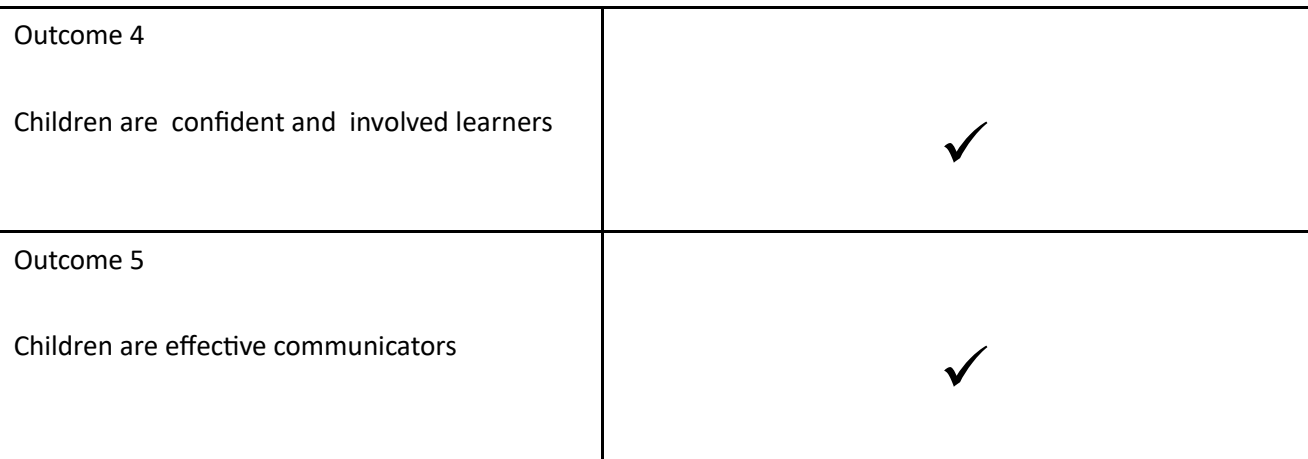 Outcome 4
Children are  confident and  involved learners
✓
Outcome 5
Children are effective communicators
✓